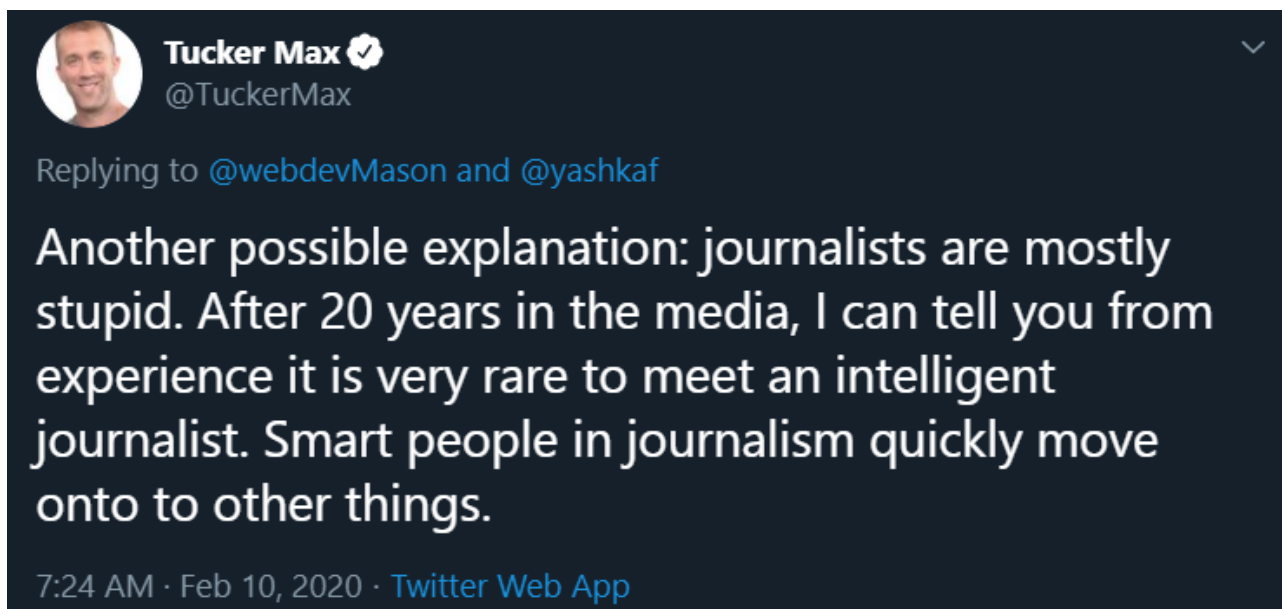 Tucker Max
@TuckerMax
Replying to @webdevMason and @yashkaf
Another possible explanation: journalists are mostly
stupid. After 20 years in the media, I can tell you from
experience it is very rare to meet an intelligent
journalist. Smart people in journalism quickly move
onto to other things.
7:24 AM · Feb 10, 2020 · Twitter Web App